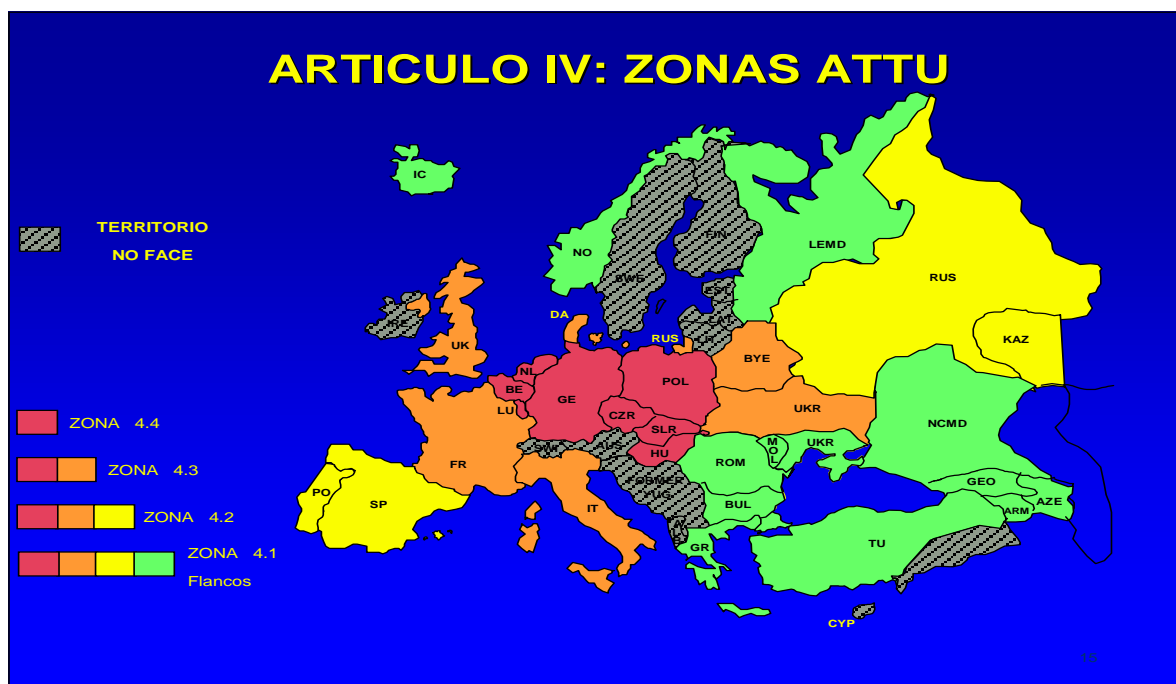 ARTICULO IV: ZONAS ATTU
IC
TERRITORIO
NO FACE
NO
SWE
FIN
LEMD
RUS
EST
LAT
LIT
IRE
UK
DA
RUS
BYE
KAZ
NL
BE
LU
GE
POL
CZR
SLR
HU
UKR
ZONA 4.4
ZONA 4.3
ZONA 4.2
ZONA 4.1
Flancos
FR
SWI
AUS
FORMER
YUG
ROM
MOL
UKR
NCMD
PO
SP
IT
BUL
GEO
ARM
AZE
GR
TU
CYP
15